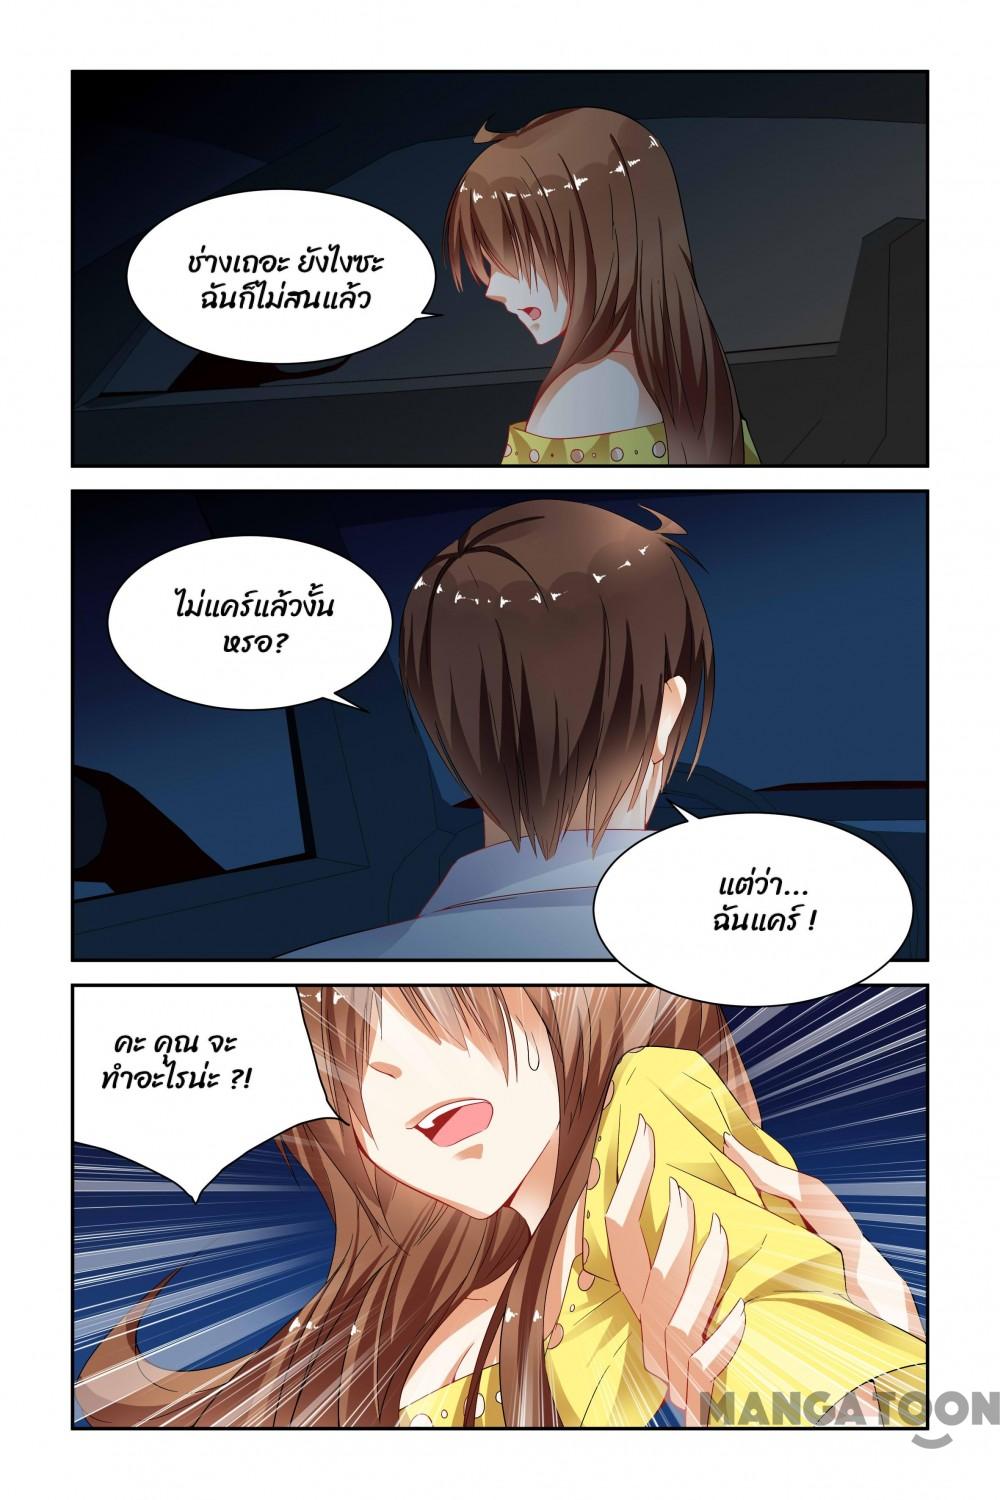 ช่างเถอะ ยังไงซะ
ฉันก็ไม่สนแล้ว
ไม่แคร์แล้วงั้น
หรอ?
แต่ว่า...
ฉันแคร์ !
คะ คุณ จะ
ทำอะไรน่ะ ?!
MANGATOON